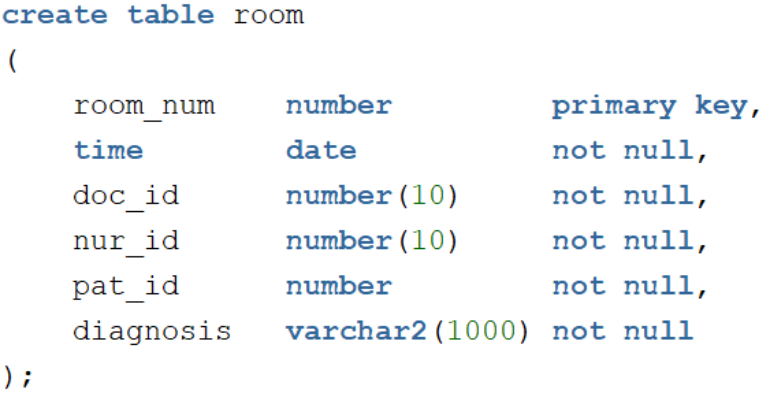 create table room
(
room_num number primary key,
time date not null,
doc_id number(10) not null,
nur_id number(10) not null,
pat_id number not null,
diagnosis varchar2(1000) not null
);